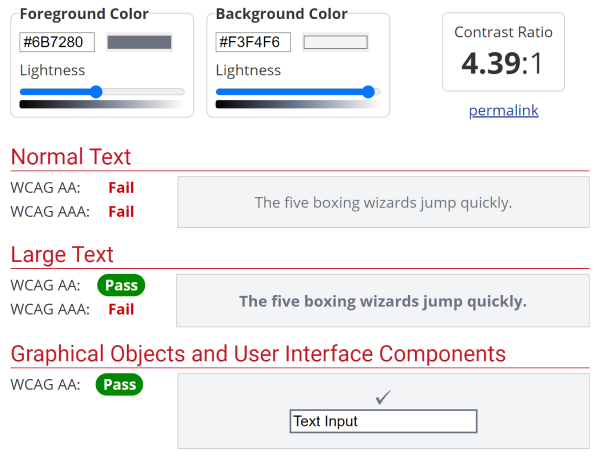 Foreground Color
Background Color
#6B7280
#F3F4F6
Lightness
Lightness
Contrast Ratio
4.39:1
permalink
Normal Text
WCAG AA: Fail
WCAG AAA: Fail
The five boxing wizards jump quickly.
Large Text
WCAG AA: Pass
WCAG AAA: Fail
The five boxing wizards jump quickly.
Graphical Objects and User Interface Components
WCAG AA: Pass
✓
Text Input